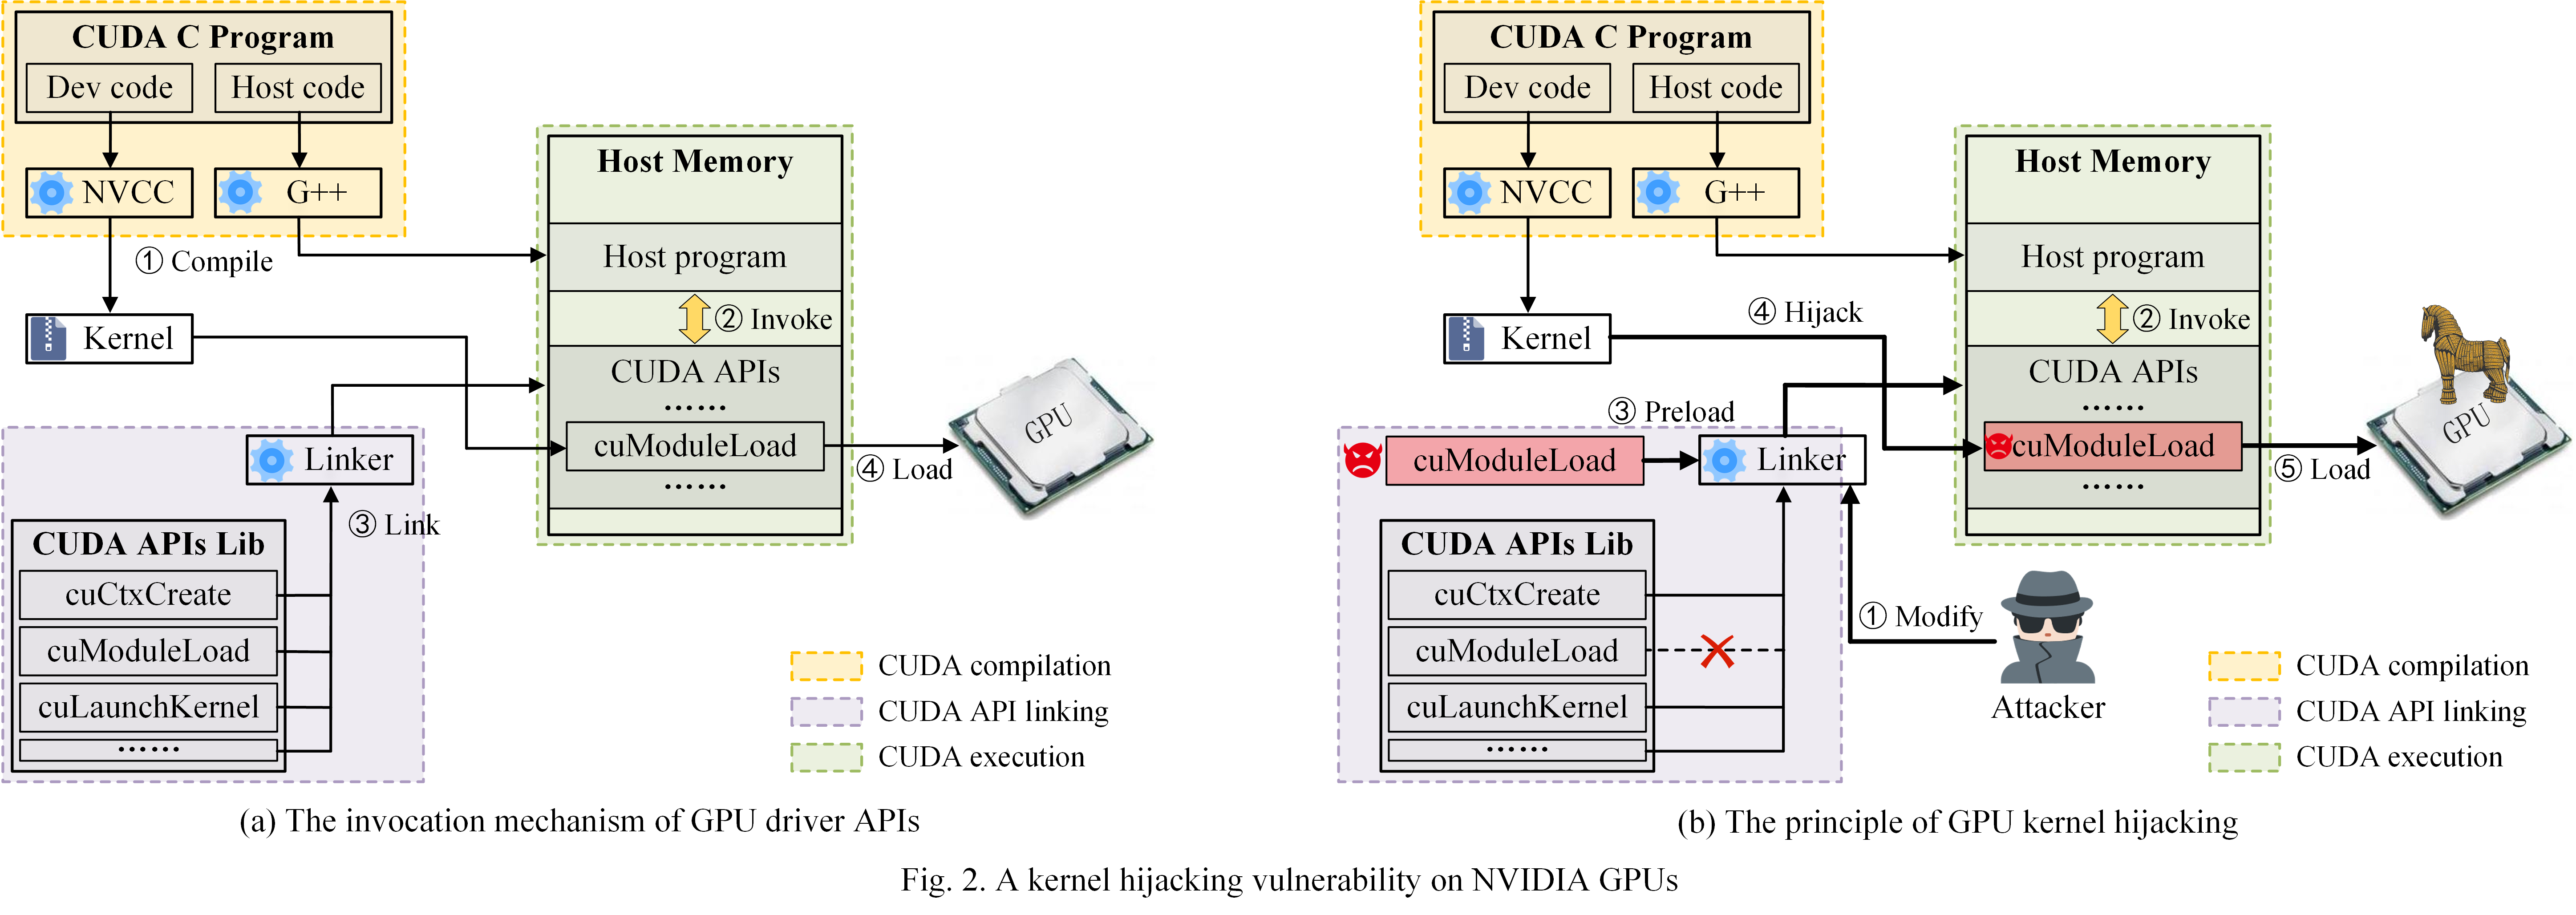 CUDA C Program
Dev code
Host code
NVCC
G++
① Compile
Kernel
Host Memory
Host program
② Invoke
CUDA APIs
......
cuModuleLoad
......
④ Load
GPU
Linker
③ Link
CUDA APIs Lib
cuCtxCreate
cuModuleLoad
cuLaunchKernel
......
CUDA compilation
CUDA API linking
CUDA execution
(a) The invocation mechanism of GPU driver APIs
CUDA C Program
Dev code
Host code
NVCC
G++
Kernel
④ Hijack
Host Memory
Host program
② Invoke
CUDA APIs
......
cuModuleLoad
......
⑤ Load
GPU
③ Preload
cuModuleLoad
Linker
CUDA APIs Lib
cuCtxCreate
cuModuleLoad
cuLaunchKernel
......
① Modify
Attacker
CUDA compilation
CUDA API linking
CUDA execution
(b) The principle of GPU kernel hijacking
Fig. 2. A kernel hijacking vulnerability on NVIDIA GPUs